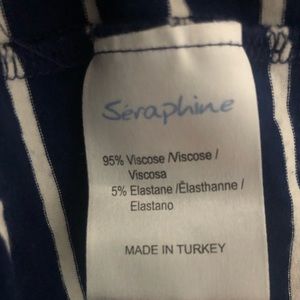 Séraphine
95% Viscose /Viscose /
Viscosa
5% Elastane /Élasthanne /
Elastano
MADE IN TURKEY